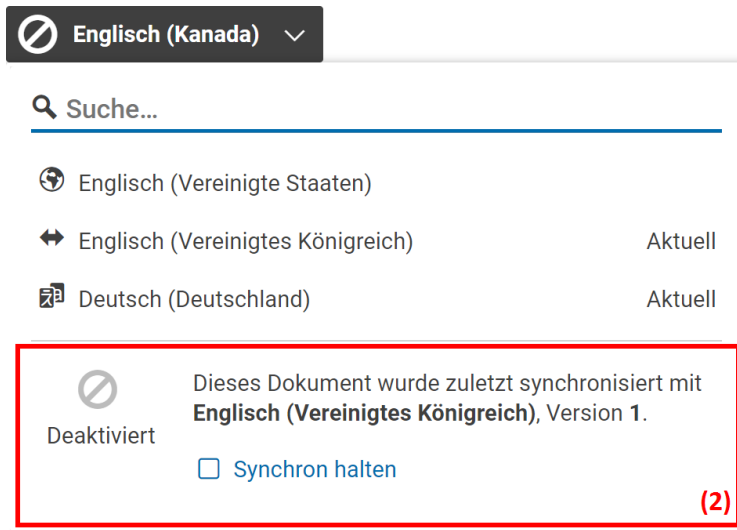 Englisch (Kanada)
Suche...
Englisch (Vereinigte Staaten)
Englisch (Vereinigtes Königreich) Aktuell
Deutsch (Deutschland) Aktuell
Dieses Dokument wurde zuletzt synchronisiert mit
Englisch (Vereinigtes Königreich), Version 1.
Deaktiviert
Synchron halten
(2)